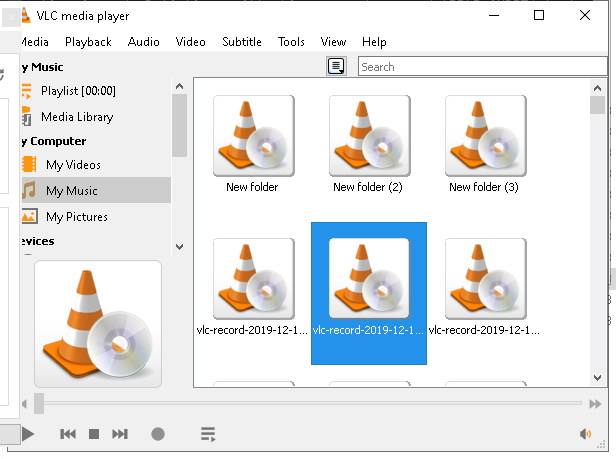 VLC media player
Media Playback Audio Video Subtitle Tools View Help
y Music
Playlist [00:00]
Media Library
y Computer
My Videos
My Music
My Pictures
evices
Search
New folder
New folder (2)
New folder (3)
vlc-record-2019-12-1...
vlc-record-2019-12-1...
vlc-record-2019-12-1...